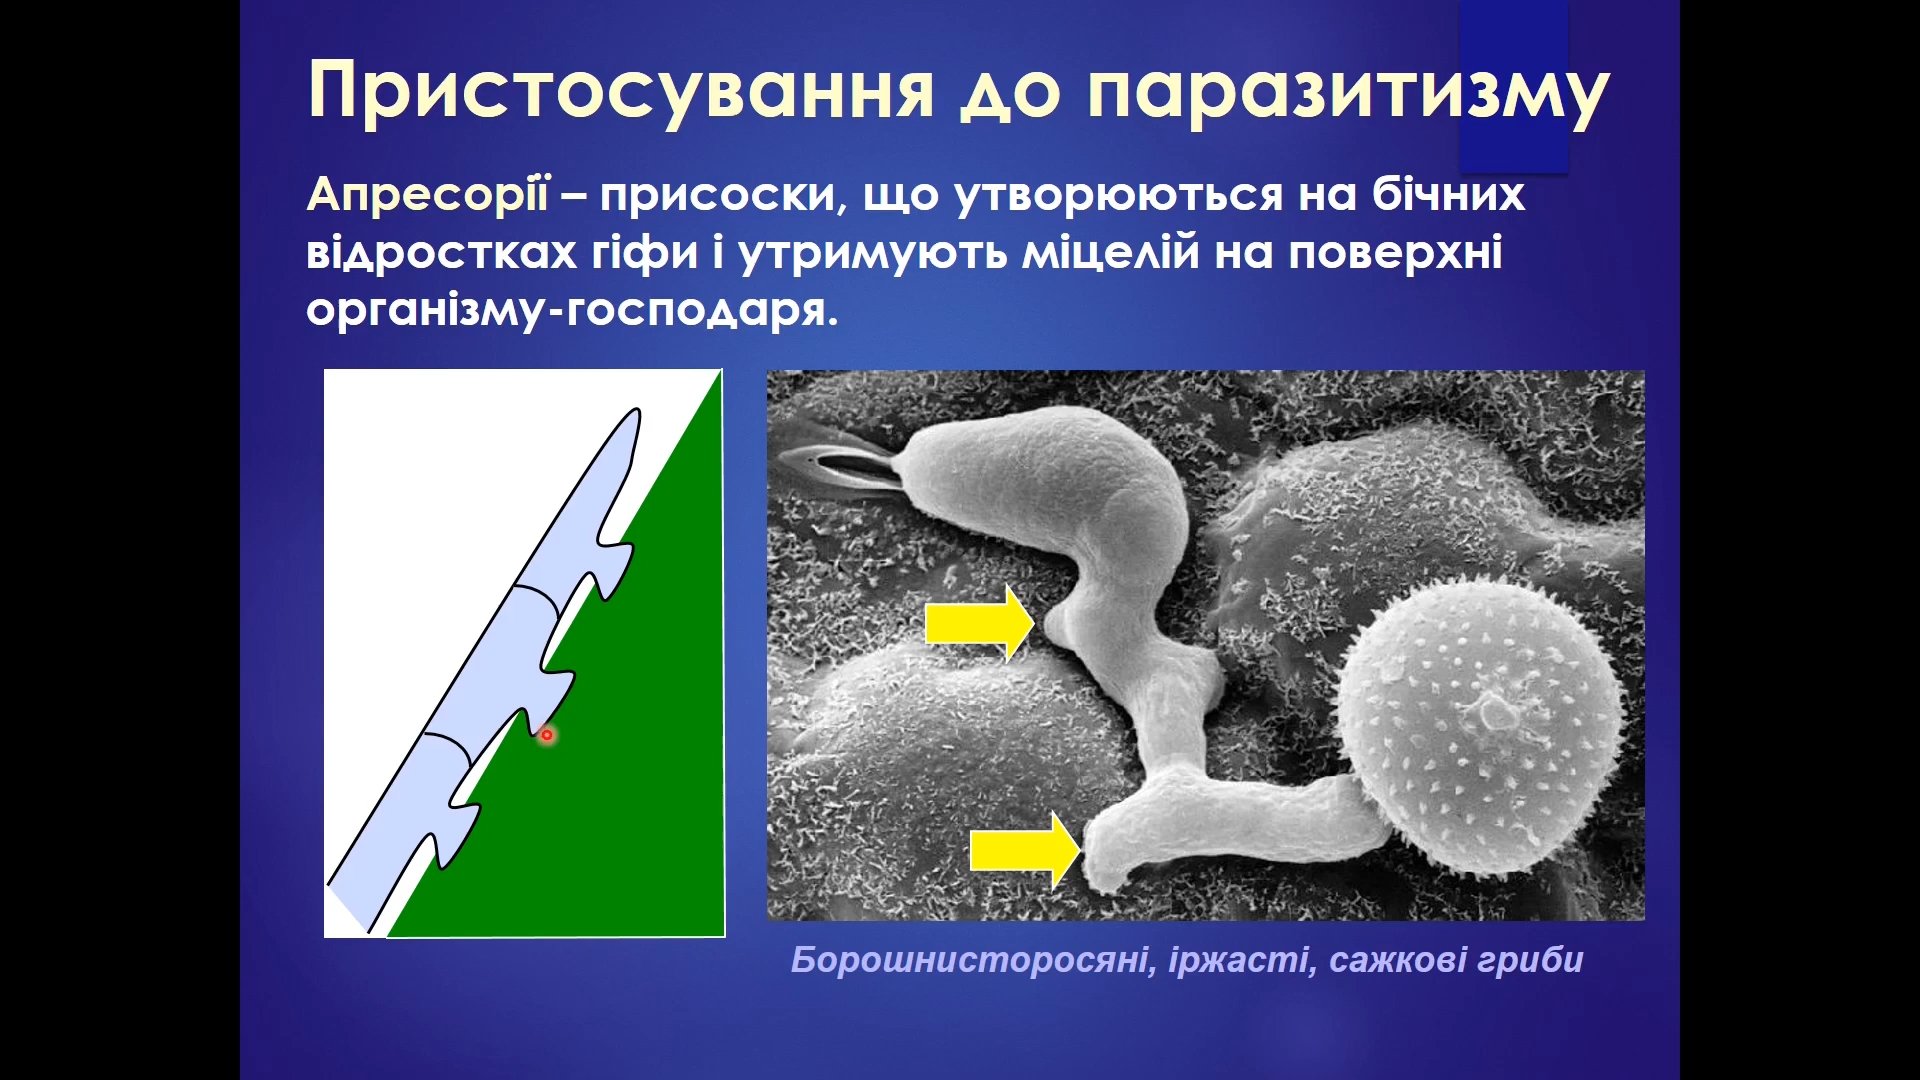 Пристосування до паразитизму
Апресорії – присоски, що утворюються на бічних
відростках гіфи і утримують міцелій на поверхні
організму-господаря.
Борошнисторосяні, іржасті, сажкові гриби